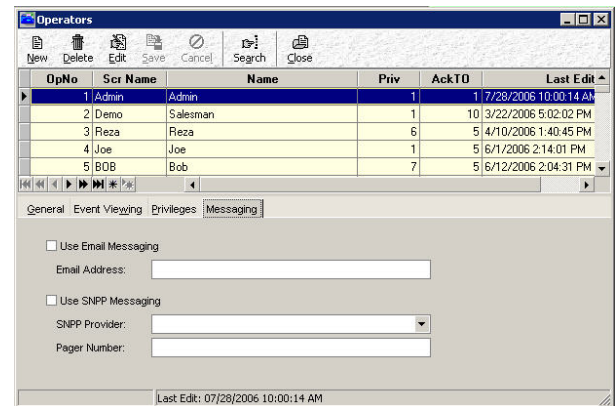 Operators
New Delete Edit Save Cancel Search Close
OpNo Scr Name Name Priv AckTO Last Edit
1 Admin Admin 1 1 7/28/2006 10:00:14 AM
2 Demo Salesman 1 10 3/22/2006 5:02:02 PM
3 Reza Reza 6 5 4/10/2006 1:40:45 PM
4 Joe Joe 1 5 6/1/2006 2:14:01 PM
5 BOB Bob 7 5 6/12/2006 2:04:31 PM
General Event Viewing Privileges Messaging
Use Email Messaging
Email Address:
Use SNPP Messaging
SNPP Provider:
Pager Number:
Last Edit: 07/28/2006 10:00:14 AM